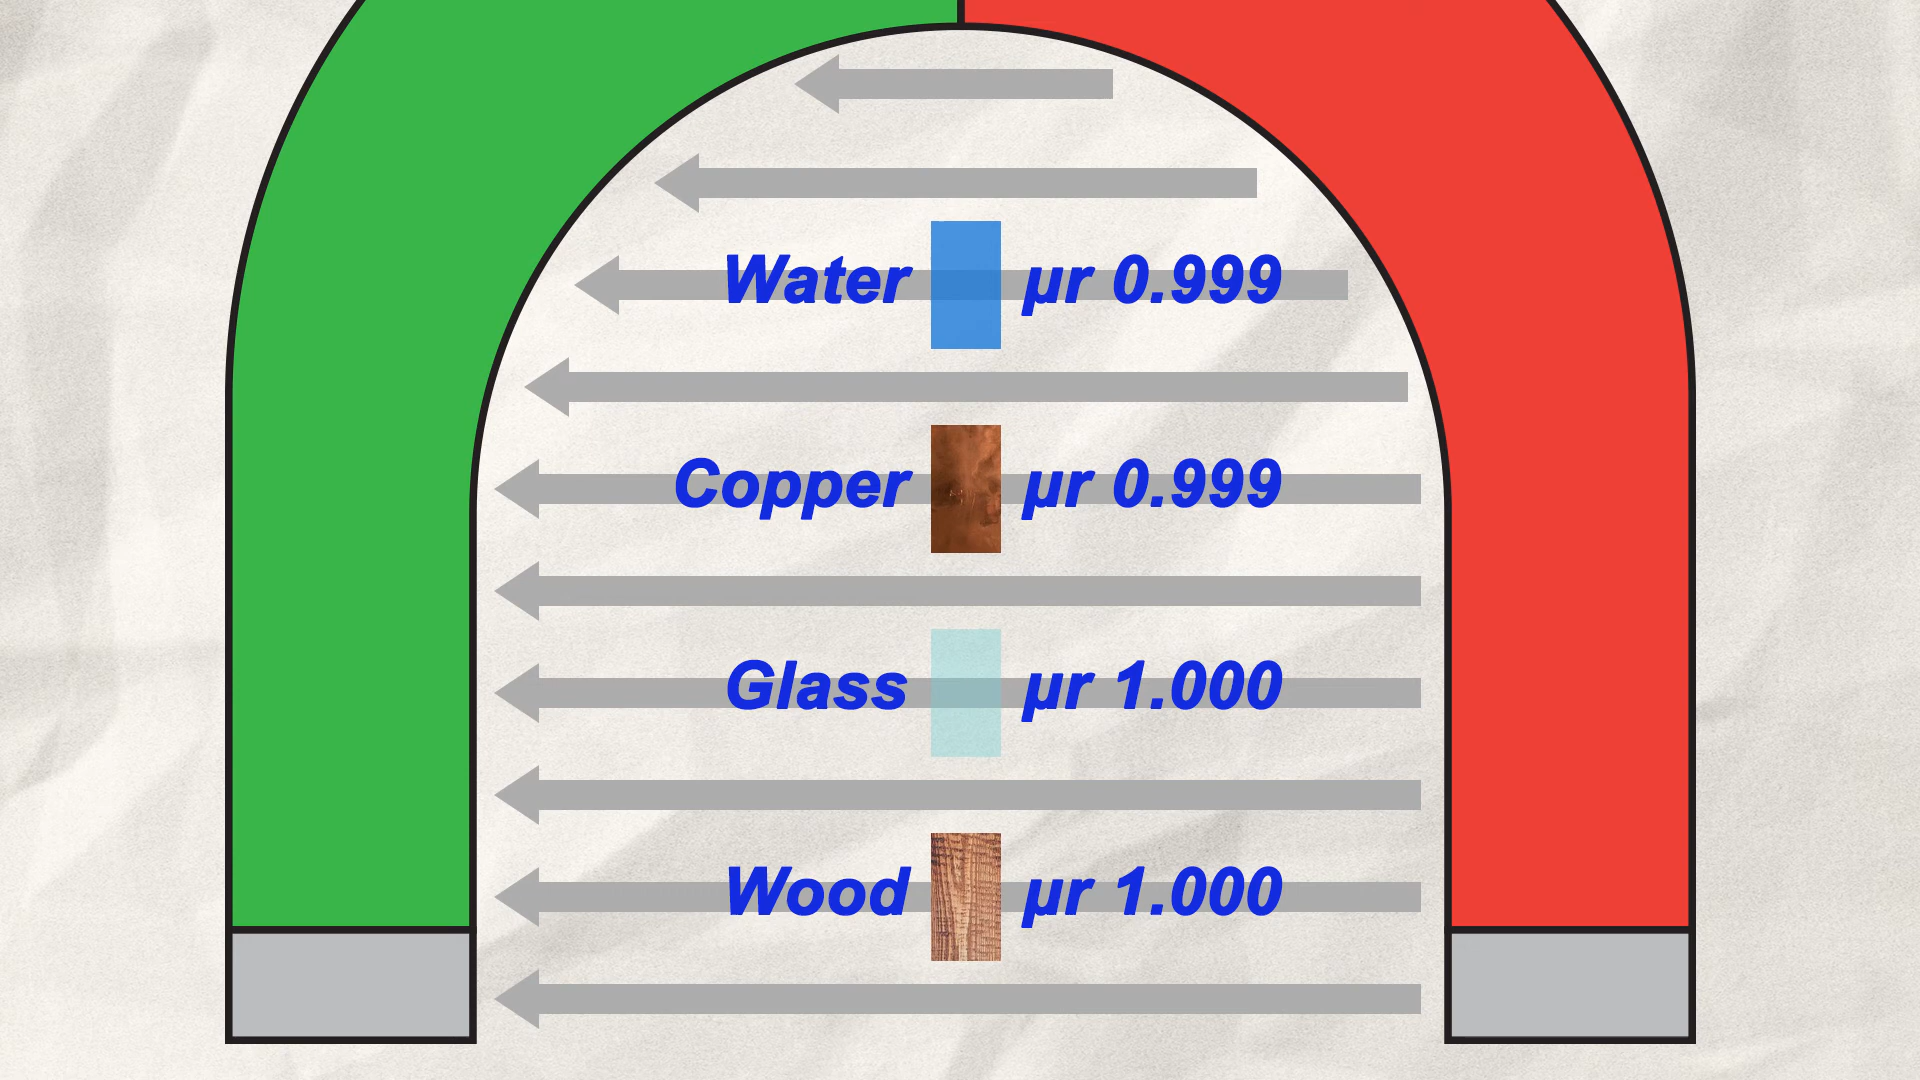 Water µr 0.999
Copper µr 0.999
Glass µr 1.000
Wood µr 1.000